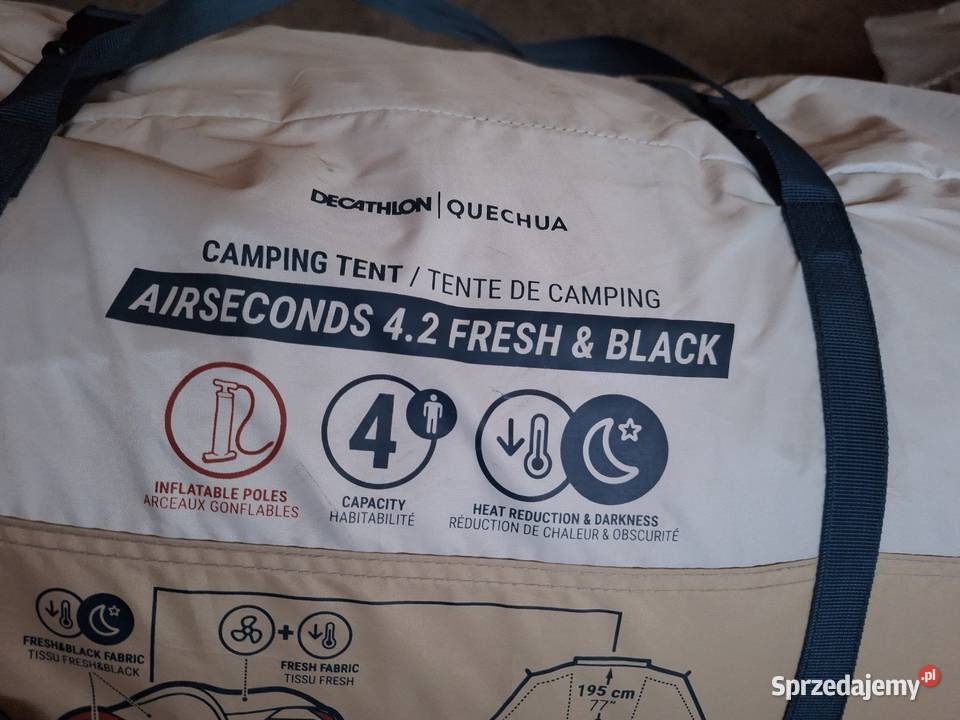 DECATHLON | QUECHUA
CAMPING TENT / TENTE DE CAMPING
AIRSECONDS 4.2 FRESH & BLACK
4
INFLATABLE POLES
ARCEAUX GONFLABLES
CAPACITY
HABITABILITÉ
HEAT REDUCTION & DARKNESS
RÉDUCTION DE CHALEUR & OBSCURITÉ
FRESH&BLACK FABRIC
TISSU FRESH&BLACK
+
FRESH FABRIC
TISSU FRESH
195 cm
77"
Sprzedajemy.pl